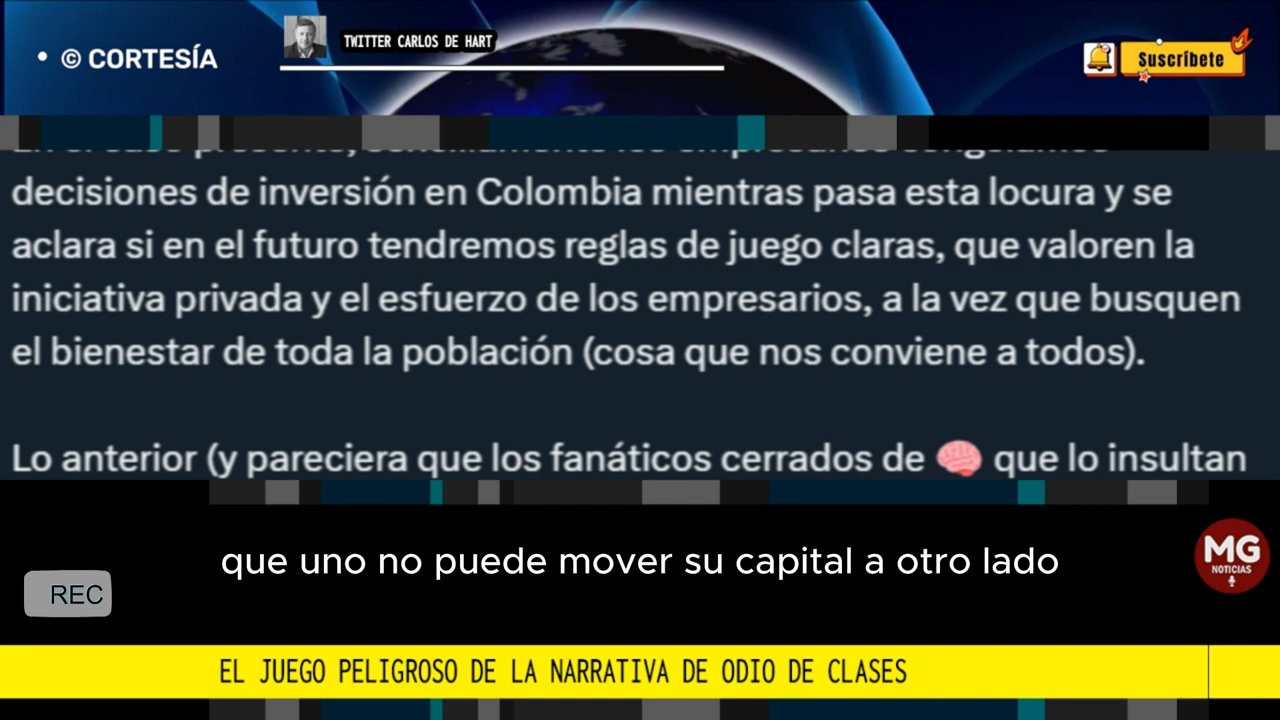 • © CORTESÍA
TWITTER CARLOS DE HART
Suscríbete
decisiones de inversión en Colombia mientras pasa esta locura y se
aclara si en el futuro tendremos reglas de juego claras, que valoren la
iniciativa privada y el esfuerzo de los empresarios, a la vez que busquen
el bienestar de toda la población (cosa que nos conviene a todos).
Lo anterior (y pareciera que los fanáticos cerrados de 🧠 que lo insultan
que uno no puede mover su capital a otro lado
MG
NOTICIAS
REC
EL JUEGO PELIGROSO DE LA NARRATIVA DE ODIO DE CLASES